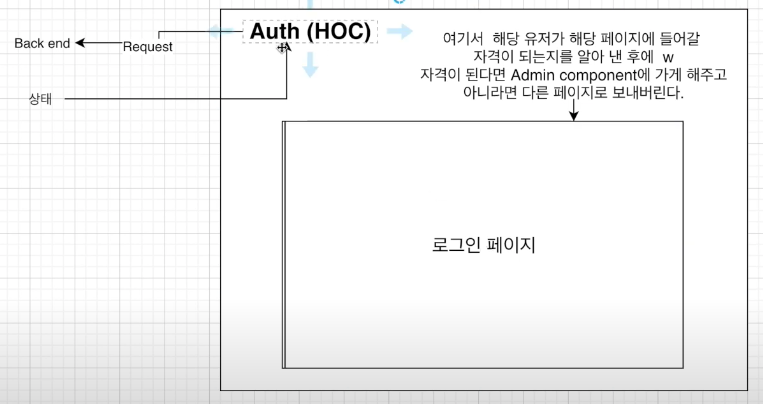 Auth (HOC)
Back end
Request
상태
여기서 해당 유저가 해당 페이지에 들어갈
자격이 되는지를 알아 낸 후에 w
자격이 된다면 Admin component에 가게 해주고
아니라면 다른 페이지로 보내버린다.
로그인 페이지